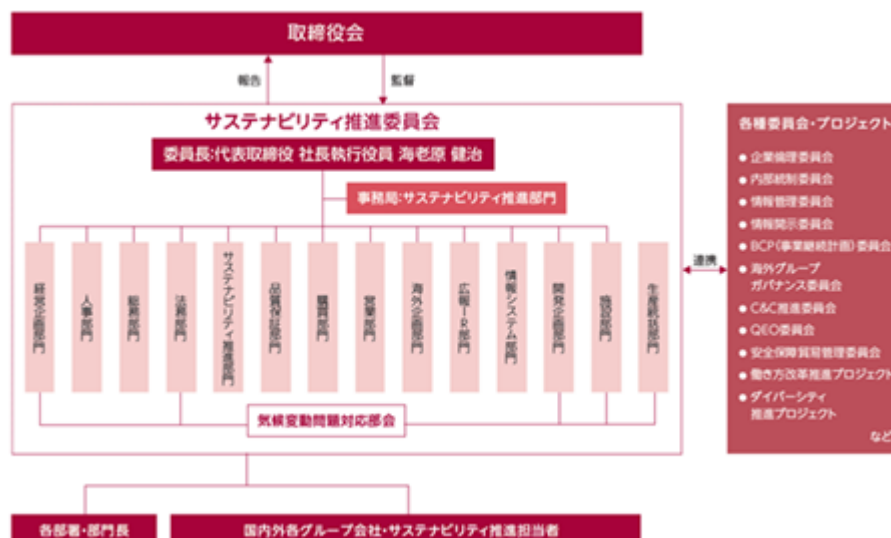 取締役会
報告
監督
サステナビリティ推進委員会
委員長:代表取締役 社長執行役員 海老原 健治
事務局:サステナビリティ推進部門
経営企画部門
人事部門
総務部門
法務部門
サステナビリティ推進部門
品質保証部門
購買部門
営業部門
海外企画部門
広報IR部門
情報システム部門
開発企画部門
施設部門
生産統括部門
気候変動問題対応部会
連携
各種委員会・プロジェクト
● 企業倫理委員会
● 内部統制委員会
● 情報管理委員会
● 情報開示委員会
● BCP(事業継続計画)委員会
● 海外グループ
ガバナンス委員会
● C&C推進委員会
● QEO委員会
● 安全保障貿易管理委員会
● 働き方改革推進プロジェクト
● ダイバーシティ
推進プロジェクト
など
各部署・部門長
国内外各グループ会社・サステナビリティ推進担当者